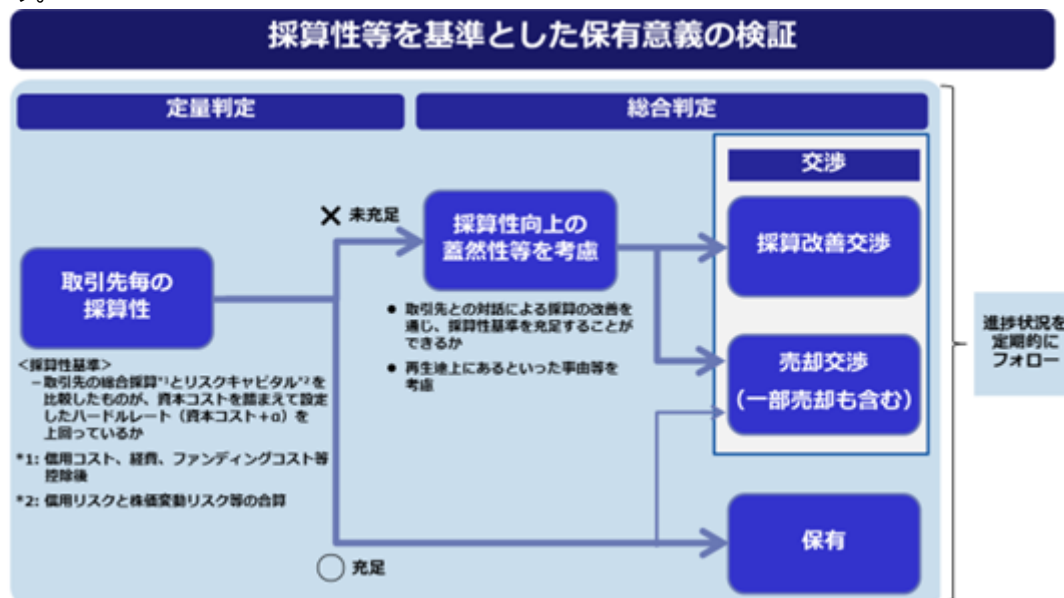 す。
採算性等を基準とした保有意義の検証
定量判定
総合判定
交渉
✕ 未充足
採算性向上の
蓋然性等を考慮
採算改善交渉
取引先毎の
採算性
● 取引先との対話による採算の改善を
通じ、採算性基準を充足することが
できるか
● 再生途上にあるといった事由等を
考慮
進捗状況を
定期的に
フォロー
売却交渉
（一部売却も含む）
＜採算性基準＞
－取引先の総合採算*1とリスクキャピタル*2を
比較したものが、資本コストを踏まえて設定
したハードルレート（資本コスト＋α）を
上回っているか
*1: 信用コスト、経費、ファンディングコスト等
控除後
*2: 信用リスクと株価変動リスク等の合算
保有
○ 充足